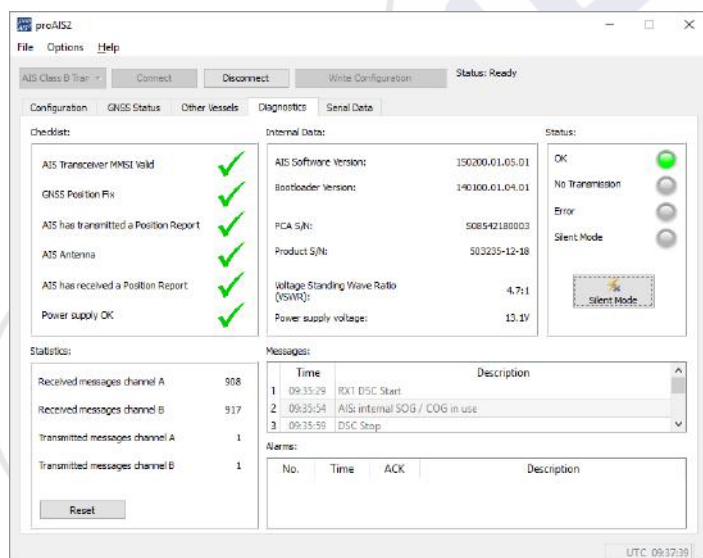 proAIS2
File Options Help
AIS Class B Tran Connect Disconnect Write Configuration Status: Ready
Configuration GNSS Status Other Vessels Diagnostics Serial Data
Checklist:
AIS Transceiver MMSI Valid
GNSS Position Fix
AIS has transmitted a Position Report
AIS Antenna
AIS has received a Position Report
Power supply OK
Internal Data:
AIS Software Version: 150200.01.05.01
Bootloader Version: 140100.01.04.01
PCA S/N: S08542180003
Product S/N: S03235-12-18
Voltage Standing Wave Ratio
(VSWR): 4.7:1
Power supply voltage: 13.1V
Status:
OK
No Transmission
Error
Silent Mode
Silent Mode
Statistics:
Received messages channel A 908
Received messages channel B 917
Transmitted messages channel A 1
Transmitted messages channel B 1
Reset
Messages:
Time Description
1 09:35:29 RX1 DSC Start
2 09:35:54 AIS: internal SOG / COG in use
3 09:35:59 DSC Stop
Alarms:
No. Time ACK Description
UTC 09:37:39